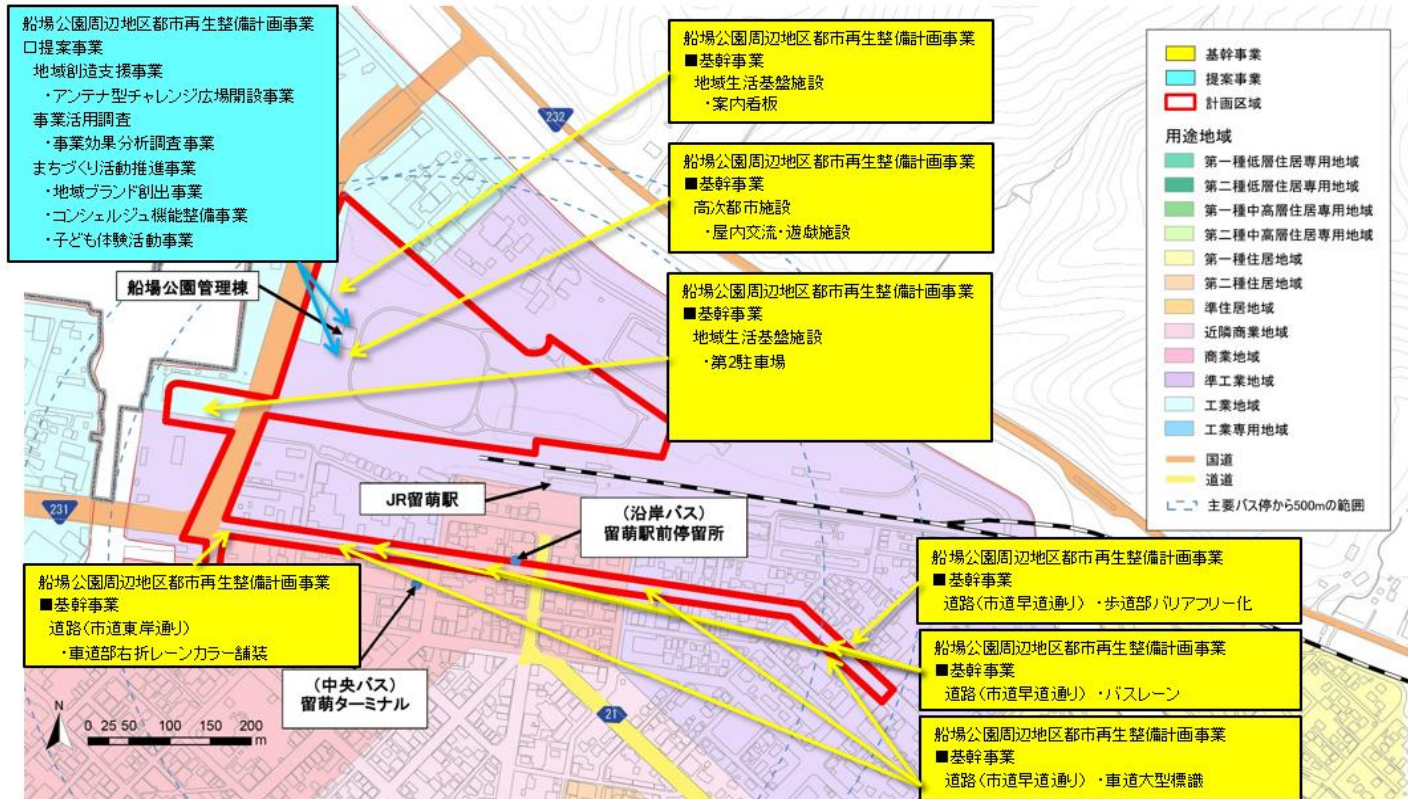 船場公園周辺地区都市再生整備計画事業
□提案事業
地域創造支援事業
・アンテナ型チャレンジ広場開設事業
事業活用調査
・事業効果分析調査事業
まちづくり活動推進事業
・地域ブランド創出事業
・コンシェルジュ機能整備事業
・子ども体験活動事業
船場公園周辺地区都市再生整備計画事業
■基幹事業
地域生活基盤施設
・案内看板
船場公園周辺地区都市再生整備計画事業
■基幹事業
高次都市施設
・屋内交流・遊戯施設
船場公園周辺地区都市再生整備計画事業
■基幹事業
地域生活基盤施設
・第2駐車場
基幹事業
提案事業
計画区域
用途地域
第一種低層住居専用地域
第二種低層住居専用地域
第一種中高層住居専用地域
第二種中高層住居専用地域
第一種住居地域
第二種住居地域
準住居地域
近隣商業地域
商業地域
準工業地域
工業地域
工業専用地域
国道
道道
主要バス停から500mの範囲
232
船場公園管理棟
231
JR留萌駅
(沿岸バス)
留萌駅前停留所
船場公園周辺地区都市再生整備計画事業
■基幹事業
道路(市道東岸通り)
・車道部右折レーンカラー舗装
(中央バス)
留萌ターミナル
21
船場公園周辺地区都市再生整備計画事業
■基幹事業
道路(市道早道通り) ・歩道部バリアフリー化
船場公園周辺地区都市再生整備計画事業
■基幹事業
道路(市道早道通り) ・バスレーン
船場公園周辺地区都市再生整備計画事業
■基幹事業
道路(市道早道通り) ・車道大型標識
N
0 25 50 100 150 200
m